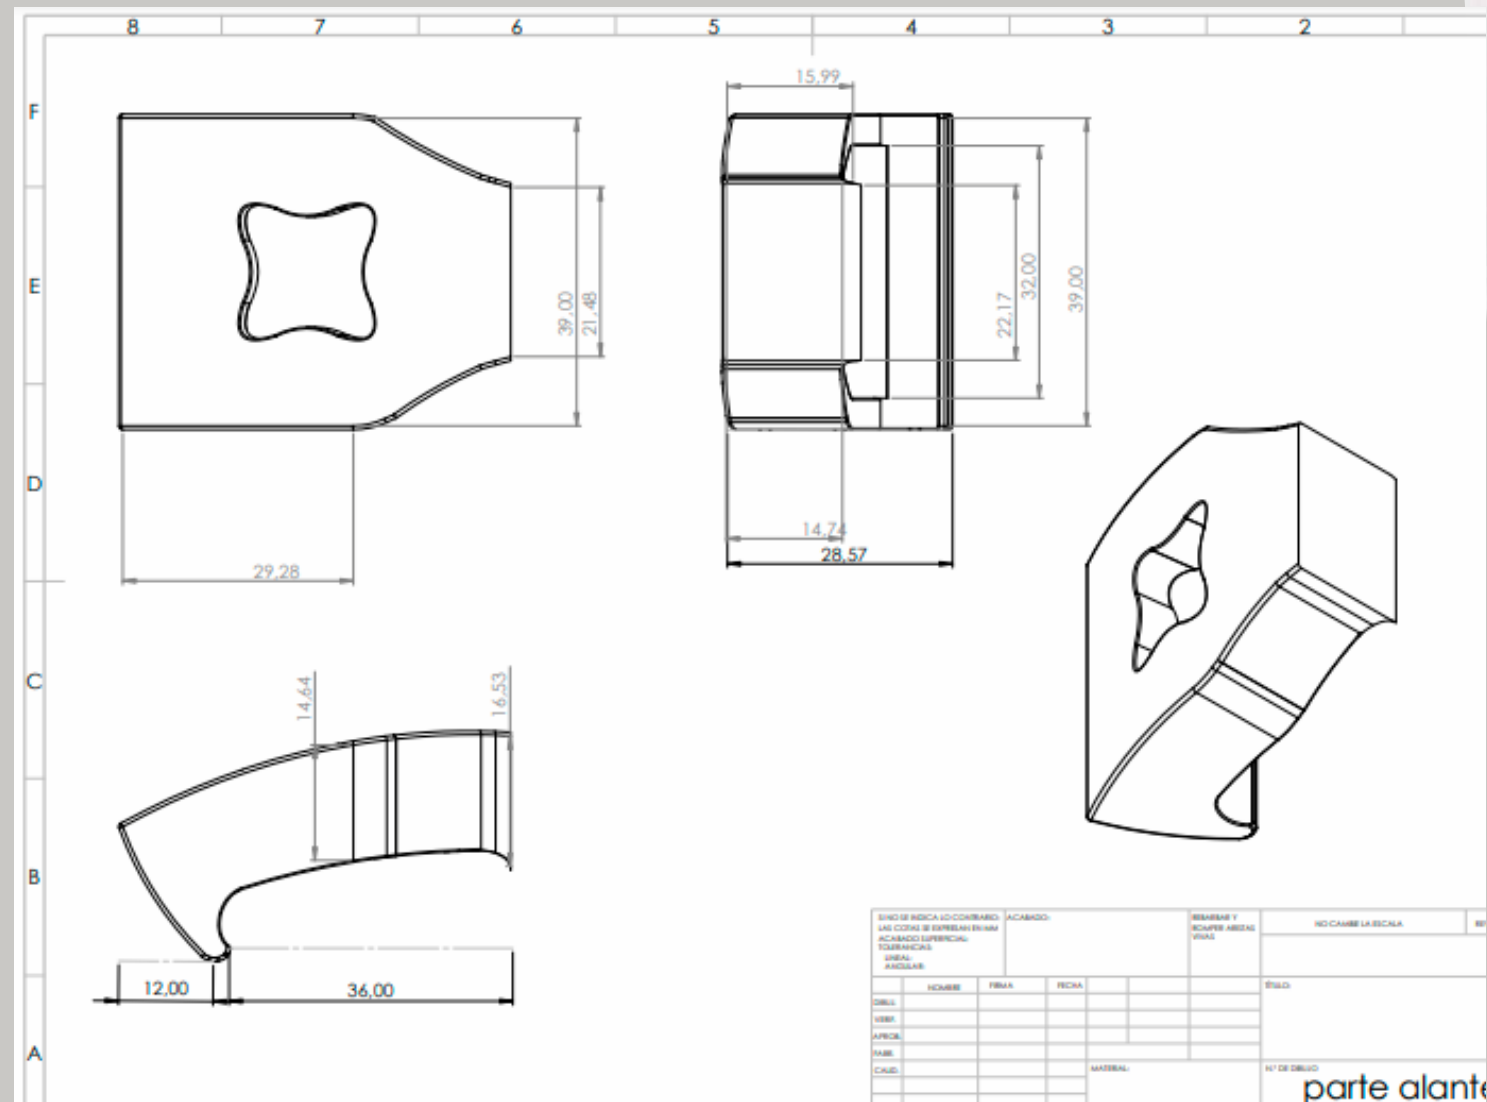 8 7 6 5 4 3 2
F
E
D
C
B
A
15,99
39,00
21,48
22,17
32,00
39,00
29,28
14,74
28,57
14,64
16,53
12,00
36,00
SI NO SE INDICA LO CONTRARIO:
LAS COTAS SE EXPRESAN EN MM
ACABADO SUPERFICIAL:
TOLERANCIAS:
LINEAL:
ANGULAR:
ACABADO:
REBARBAR Y
ROMPER ARISTAS
VIVAS
NO CAMBIE LA ESCALA
NOMBRE FIRMA FECHA
TÍTULO:
DIBUJ.
VERIF.
APROB.
FABR.
CALID.
MATERIAL:
N.º DE DIBUJO
parte alante